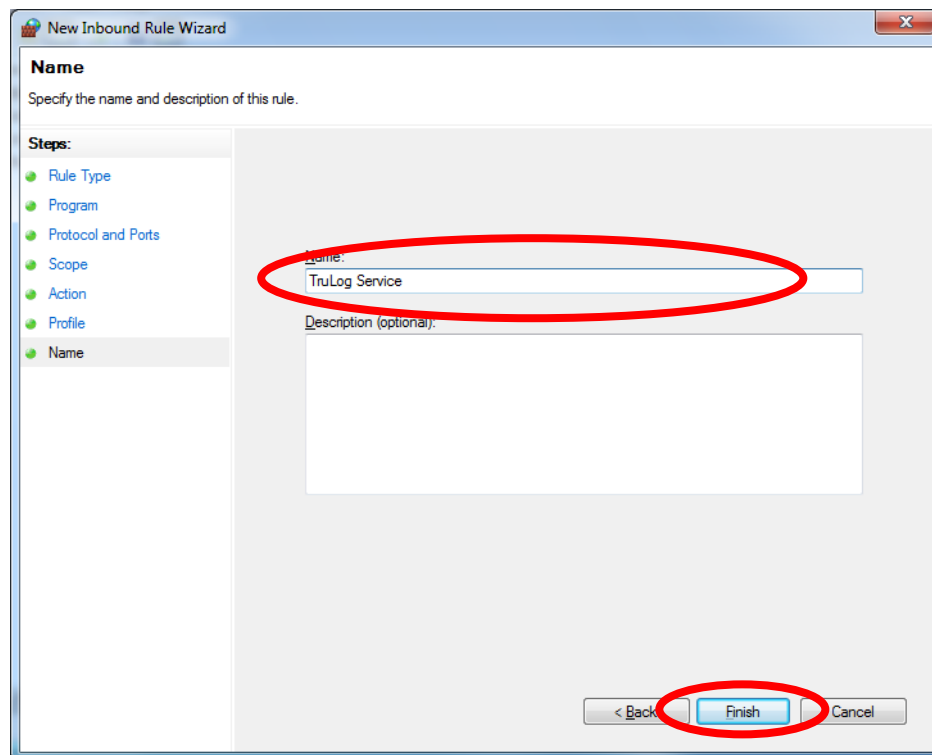 New Inbound Rule Wizard
Name
Specify the name and description of this rule.
Steps:
Rule Type
Program
Protocol and Ports
Scope
Action
Profile
Name
Name:
TruLog Service
Description (optional):
< Back
Finish
Cancel